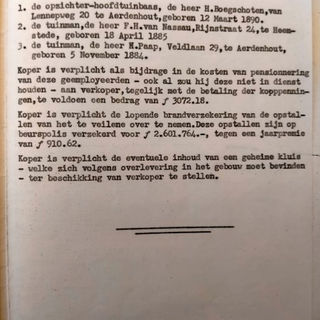 1. de opzichter-hoofdtuinbaas, de heer H.Boegschoten,van
Lennepweg 20 te Aerdenhout,geboren 12 Maart 1890.
2. de tuinman,de heer F.H.van Nassau,Rijnstraat 24,te Heem-
stede, geboren 18 April 1885
3. de tuinman, de heer K.Paap, Veldlaan 29,te Aerdenhout,
geboren 5 November 1884.
Koper is verplicht als bijdrage in de kosten van pensionnering
van deze geemployeerden - ook al zou hij deze niet in dienst
houden - aan verkoper,tegelijk met de betaling der kooppennin-
gen,te voldoen een bedrag van ƒ 3072.18.
Koper is verplicht de lopende brandverzekering van de opstal-
len van het te veilene over te nemen.Deze opstallen zijn op
beurspolis verzekerd voor ƒ 2.601.764.-, tegen een jaarpremie
van ƒ 910.62.
Koper is verplicht de eventuele inhoud van een geheime kluis
- welke zich volgens overlevering in het gebouw moet bevinden
- ter beschikking van verkoper te stellen.